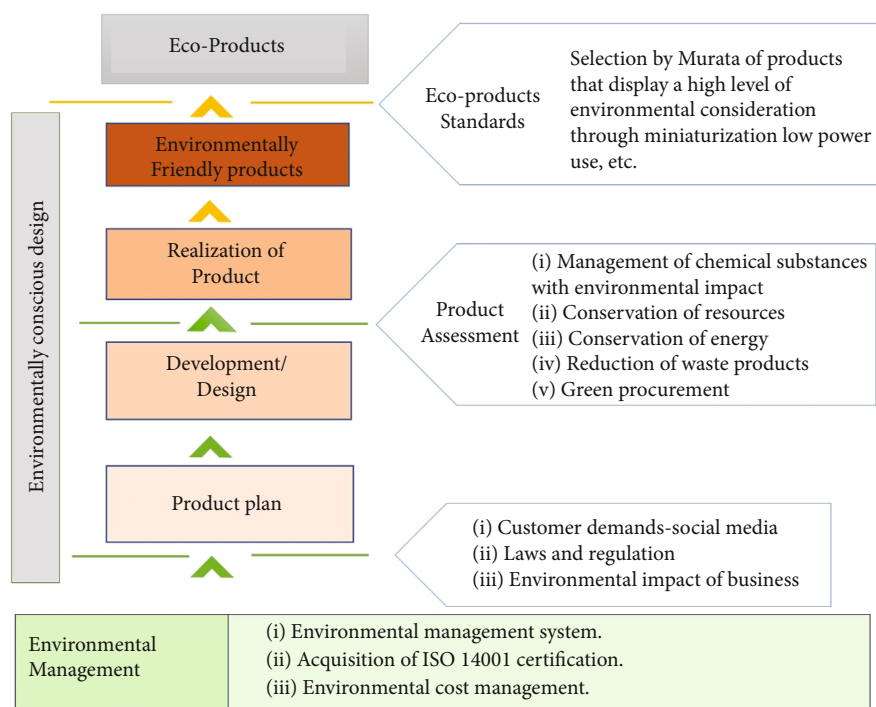 Eco-Products
Eco-products
Standards
Selection by Murata of products
that display a high level of
environmental consideration
through miniaturization low power
use, etc.
Environmentally conscious design
Environmentally
Friendly products
Realization of
Product
Product
Assessment
(i) Management of chemical substances
with environmental impact
(ii) Conservation of resources
(iii) Conservation of energy
(iv) Reduction of waste products
(v) Green procurement
Development/
Design
Product plan
(i) Customer demands-social media
(ii) Laws and regulation
(iii) Environmental impact of business
Environmental
Management
(i) Environmental management system.
(ii) Acquisition of ISO 14001 certification.
(iii) Environmental cost management.